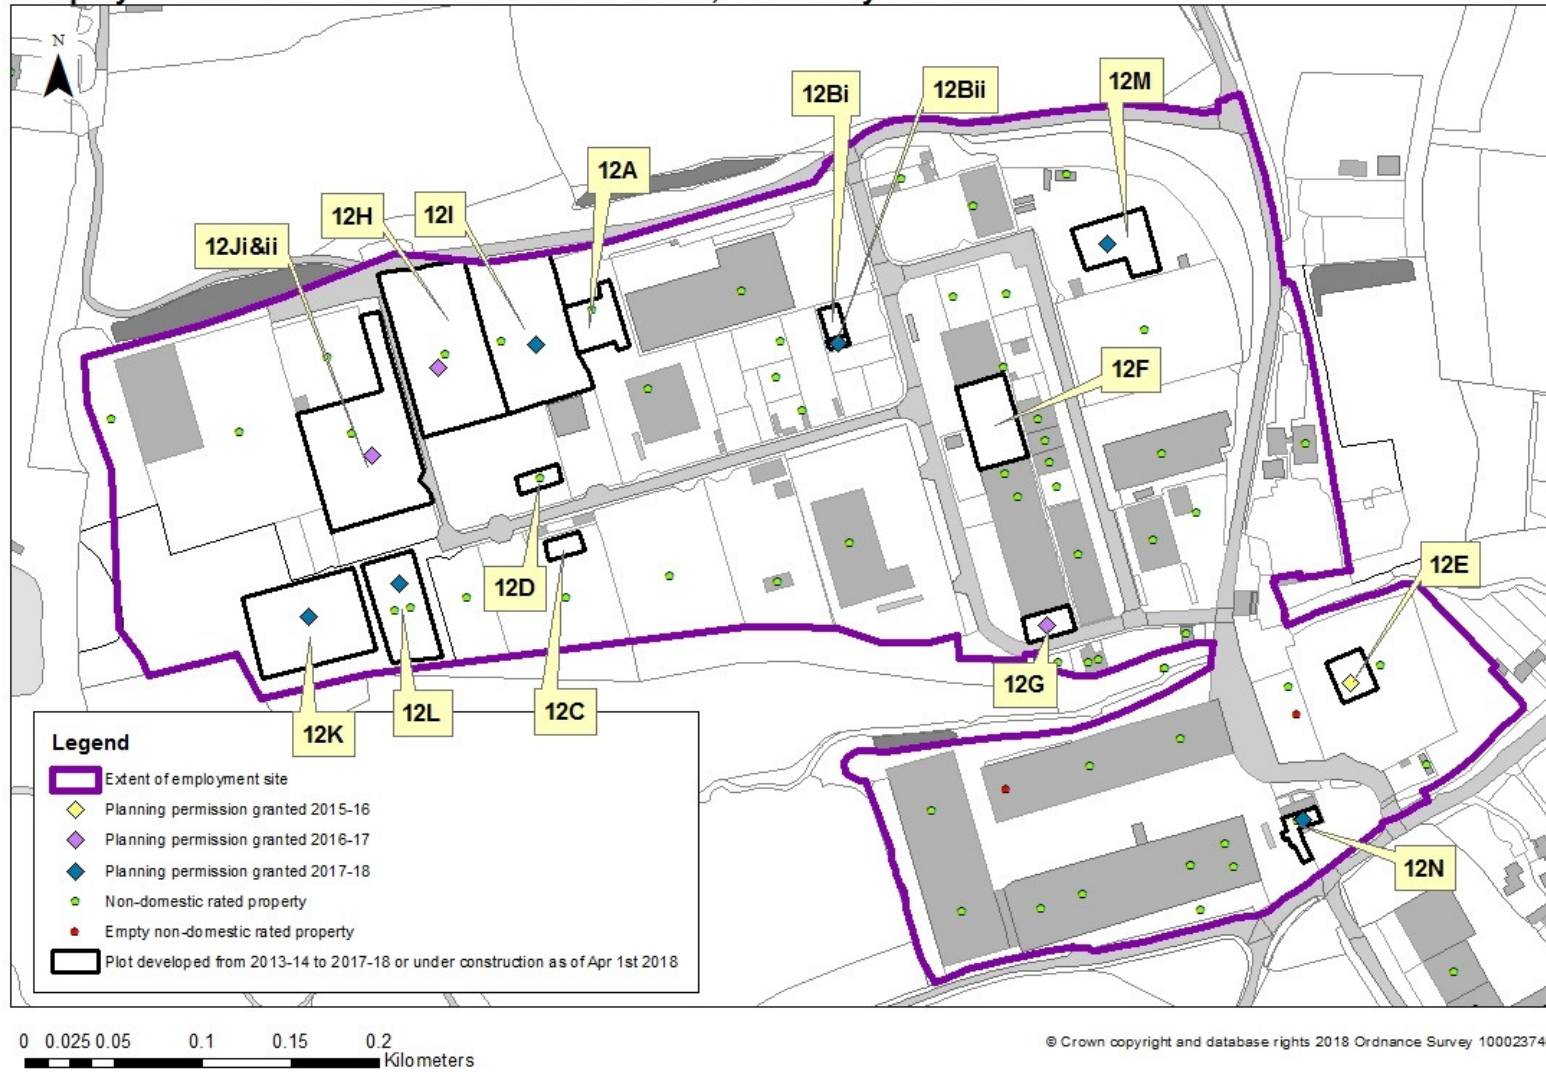 N
12Bi
12Bii
12M
12A
12H
12I
12Ji&ii
12F
12E
12D
12G
12C
12L
12K
12N
Legend
Extent of employment site
Planning permission granted 2015-16
Planning permission granted 2016-17
Planning permission granted 2017-18
Non-domestic rated property
Empty non-domestic rated property
Plot developed from 2013-14 to 2017-18 or under construction as of Apr 1st 2018
0 0.025 0.05 0.1 0.15 0.2
Kilometers
© Crown copyright and database rights 2018 Ordnance Survey 10002374